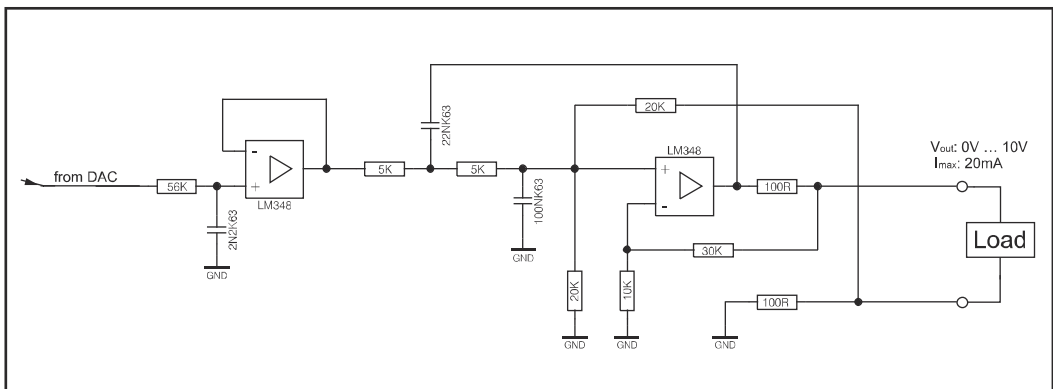 22NK63
20K
LM348
Vout: 0V ... 10V
Imax: 20mA
from DAC
56K
LM348
5K
5K
100R
2N2K63
GND
100NK63
GND
30K
Load
20K
GND
10K
GND
100R
GND